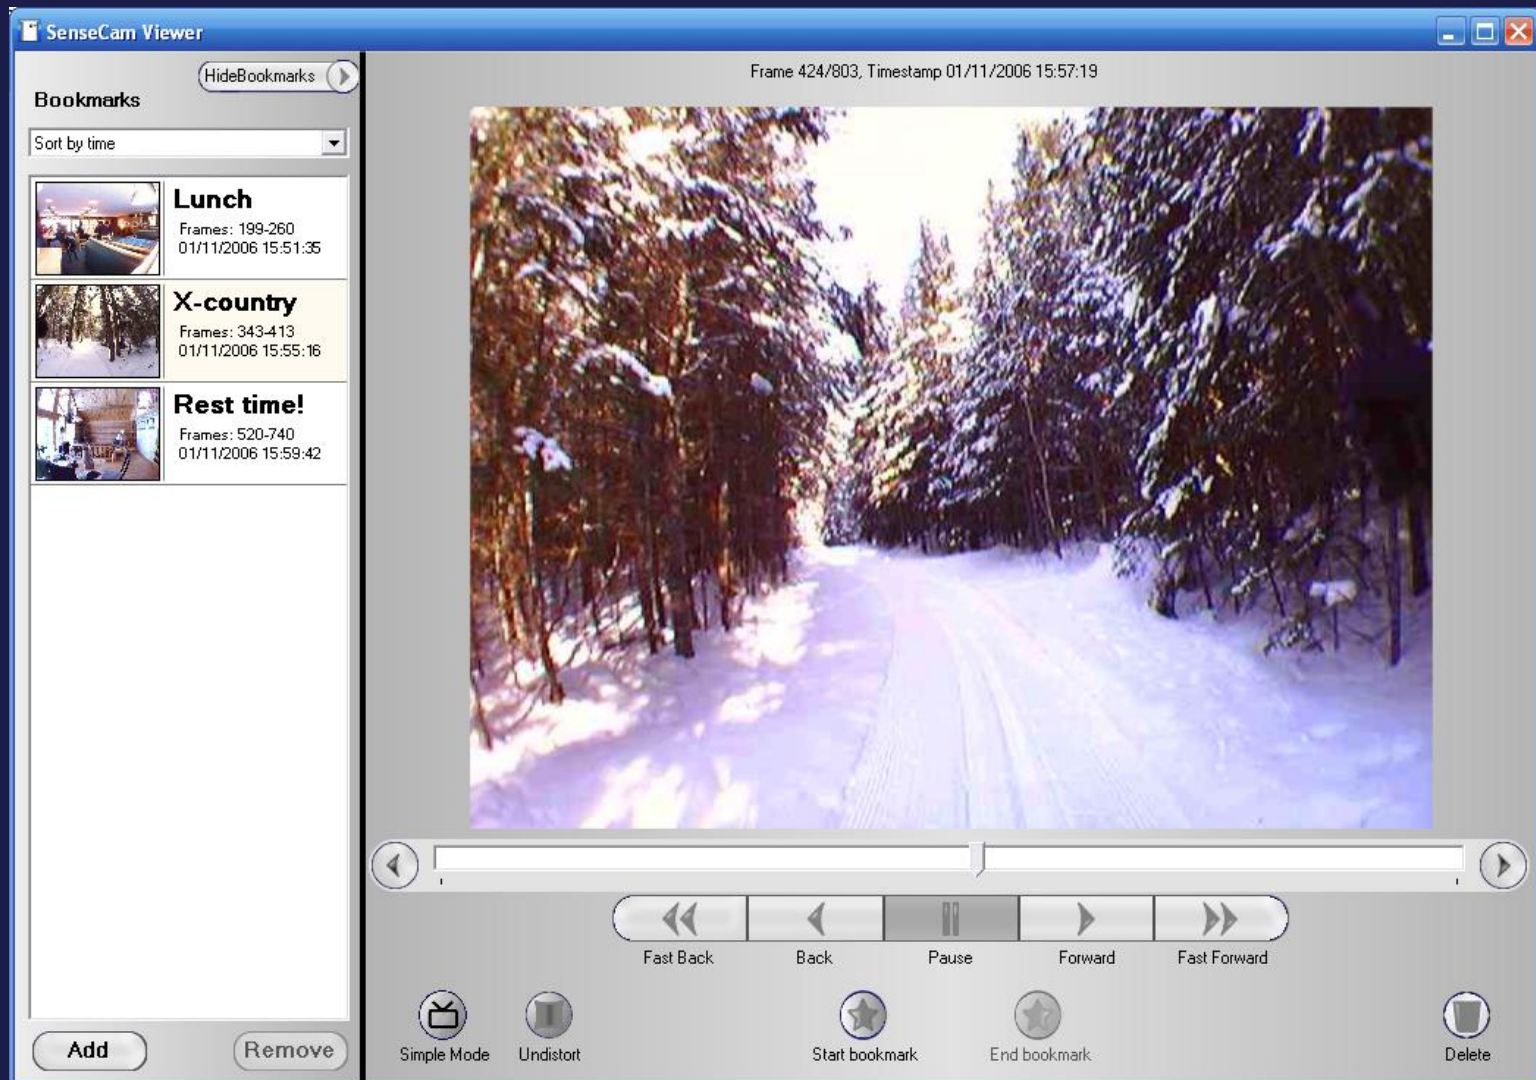 SenseCam Viewer
HideBookmarks
Bookmarks
Sort by time
Lunch
Frames: 199-260
01/11/2006 15:51:35
X-country
Frames: 343-413
01/11/2006 15:55:16
Rest time!
Frames: 520-740
01/11/2006 15:59:42
Add
Remove
Frame 424/803, Timestamp 01/11/2006 15:57:19
Fast Back
Back
Pause
Forward
Fast Forward
Simple Mode
Undistort
Start bookmark
End bookmark
Delete